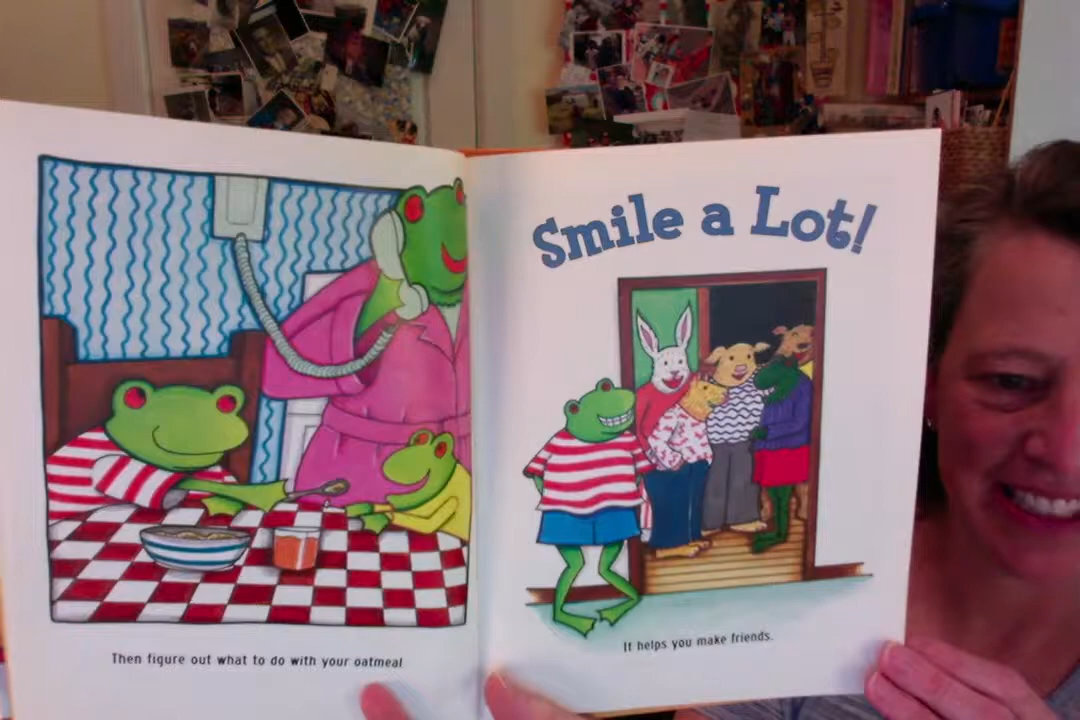 Then figure out what to do with your oatmeal
Smile a Lot!
It helps you make friends.